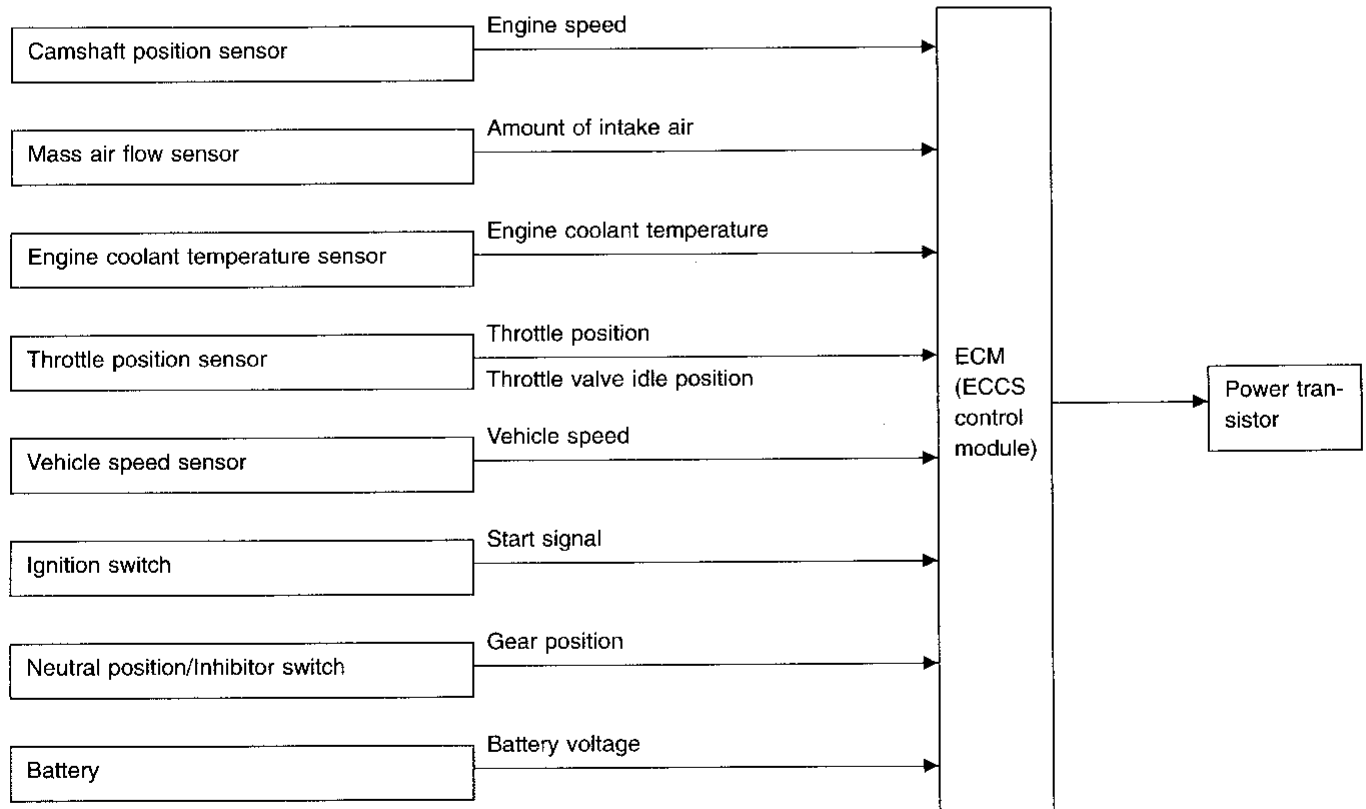 Camshaft position sensor
Engine speed
Mass air flow sensor
Amount of intake air
Engine coolant temperature sensor
Engine coolant temperature
Throttle position sensor
Throttle position
Throttle valve idle position
Vehicle speed sensor
Vehicle speed
Ignition switch
Start signal
Neutral position/Inhibitor switch
Gear position
Battery
Battery voltage
ECM
(ECCS
control
module)
Power tran-
sistor